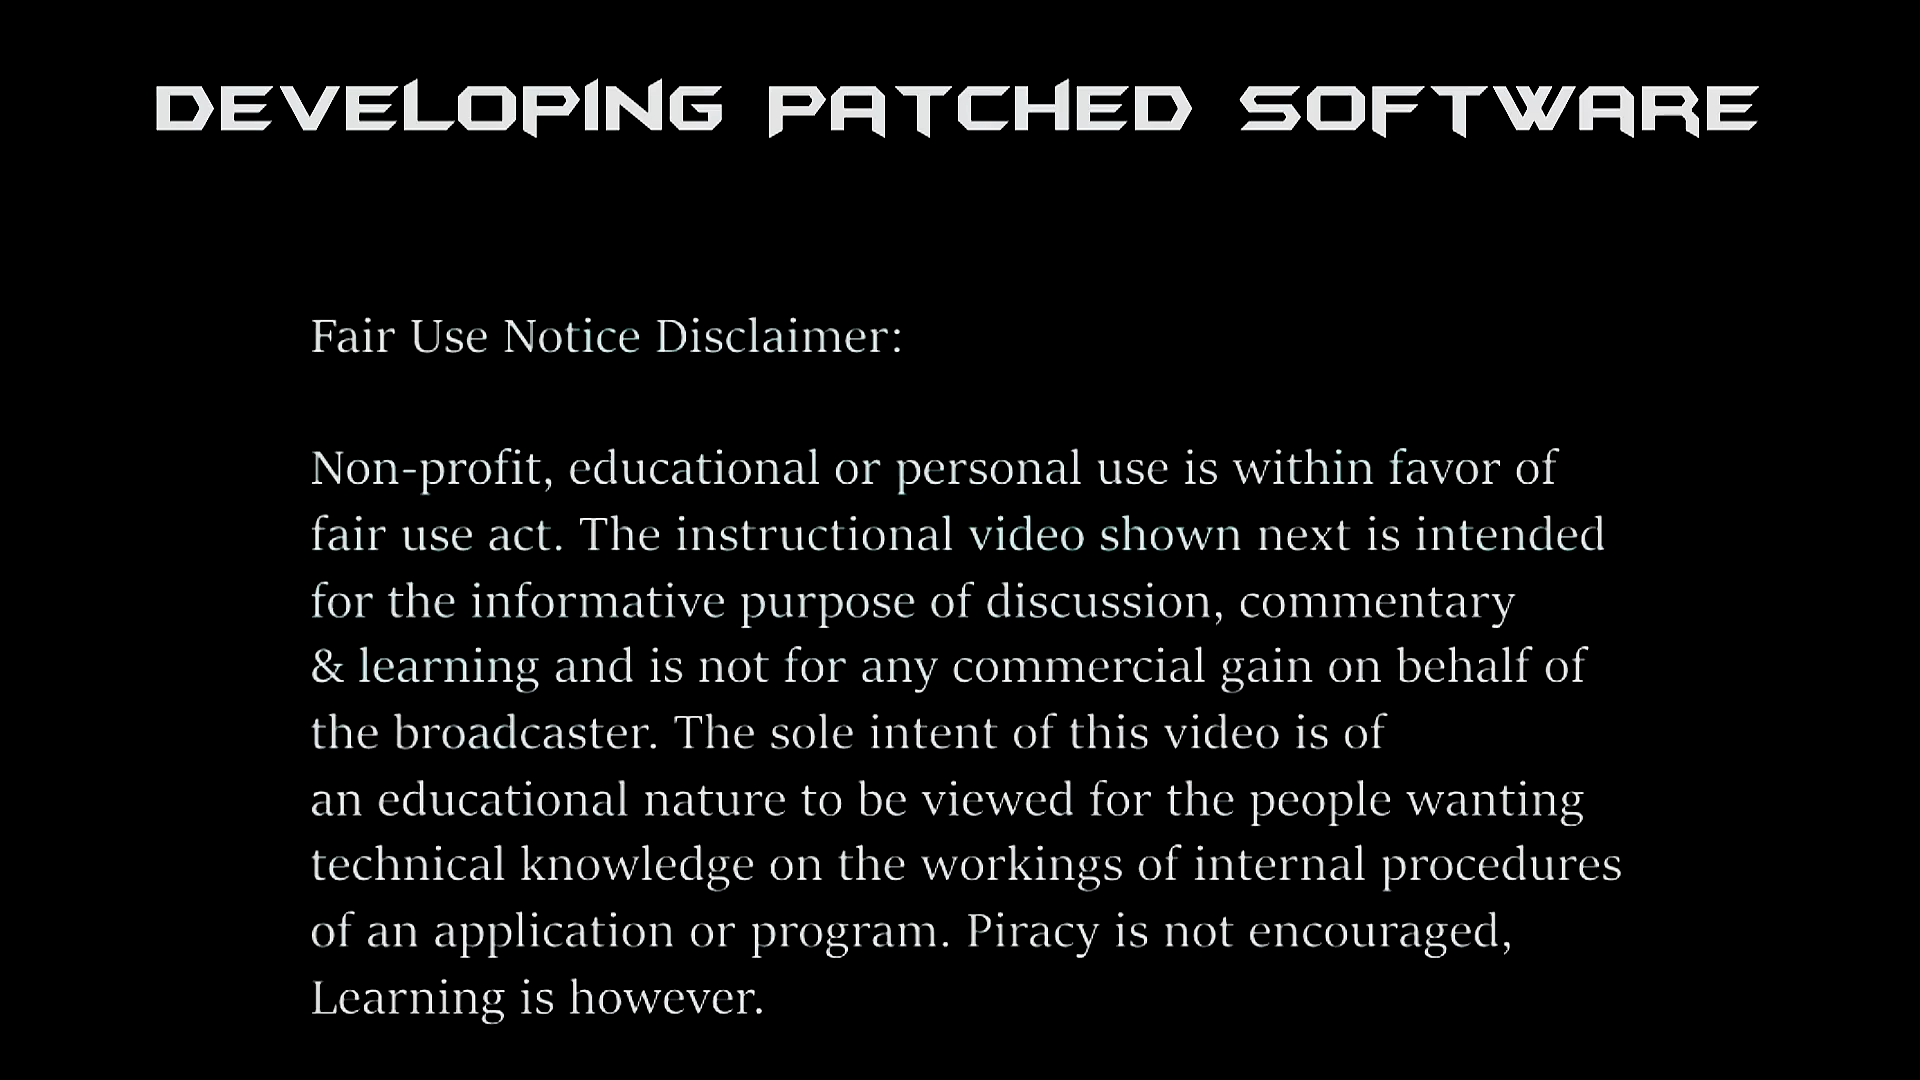 DEVELOPING PATCHED SOFTWARE
Fair Use Notice Disclaimer:
Non-profit, educational or personal use is within favor of
fair use act. The instructional video shown next is intended
for the informative purpose of discussion, commentary
& learning and is not for any commercial gain on behalf of
the broadcaster. The sole intent of this video is of
an educational nature to be viewed for the people wanting
technical knowledge on the workings of internal procedures
of an application or program. Piracy is not encouraged,
Learning is however.